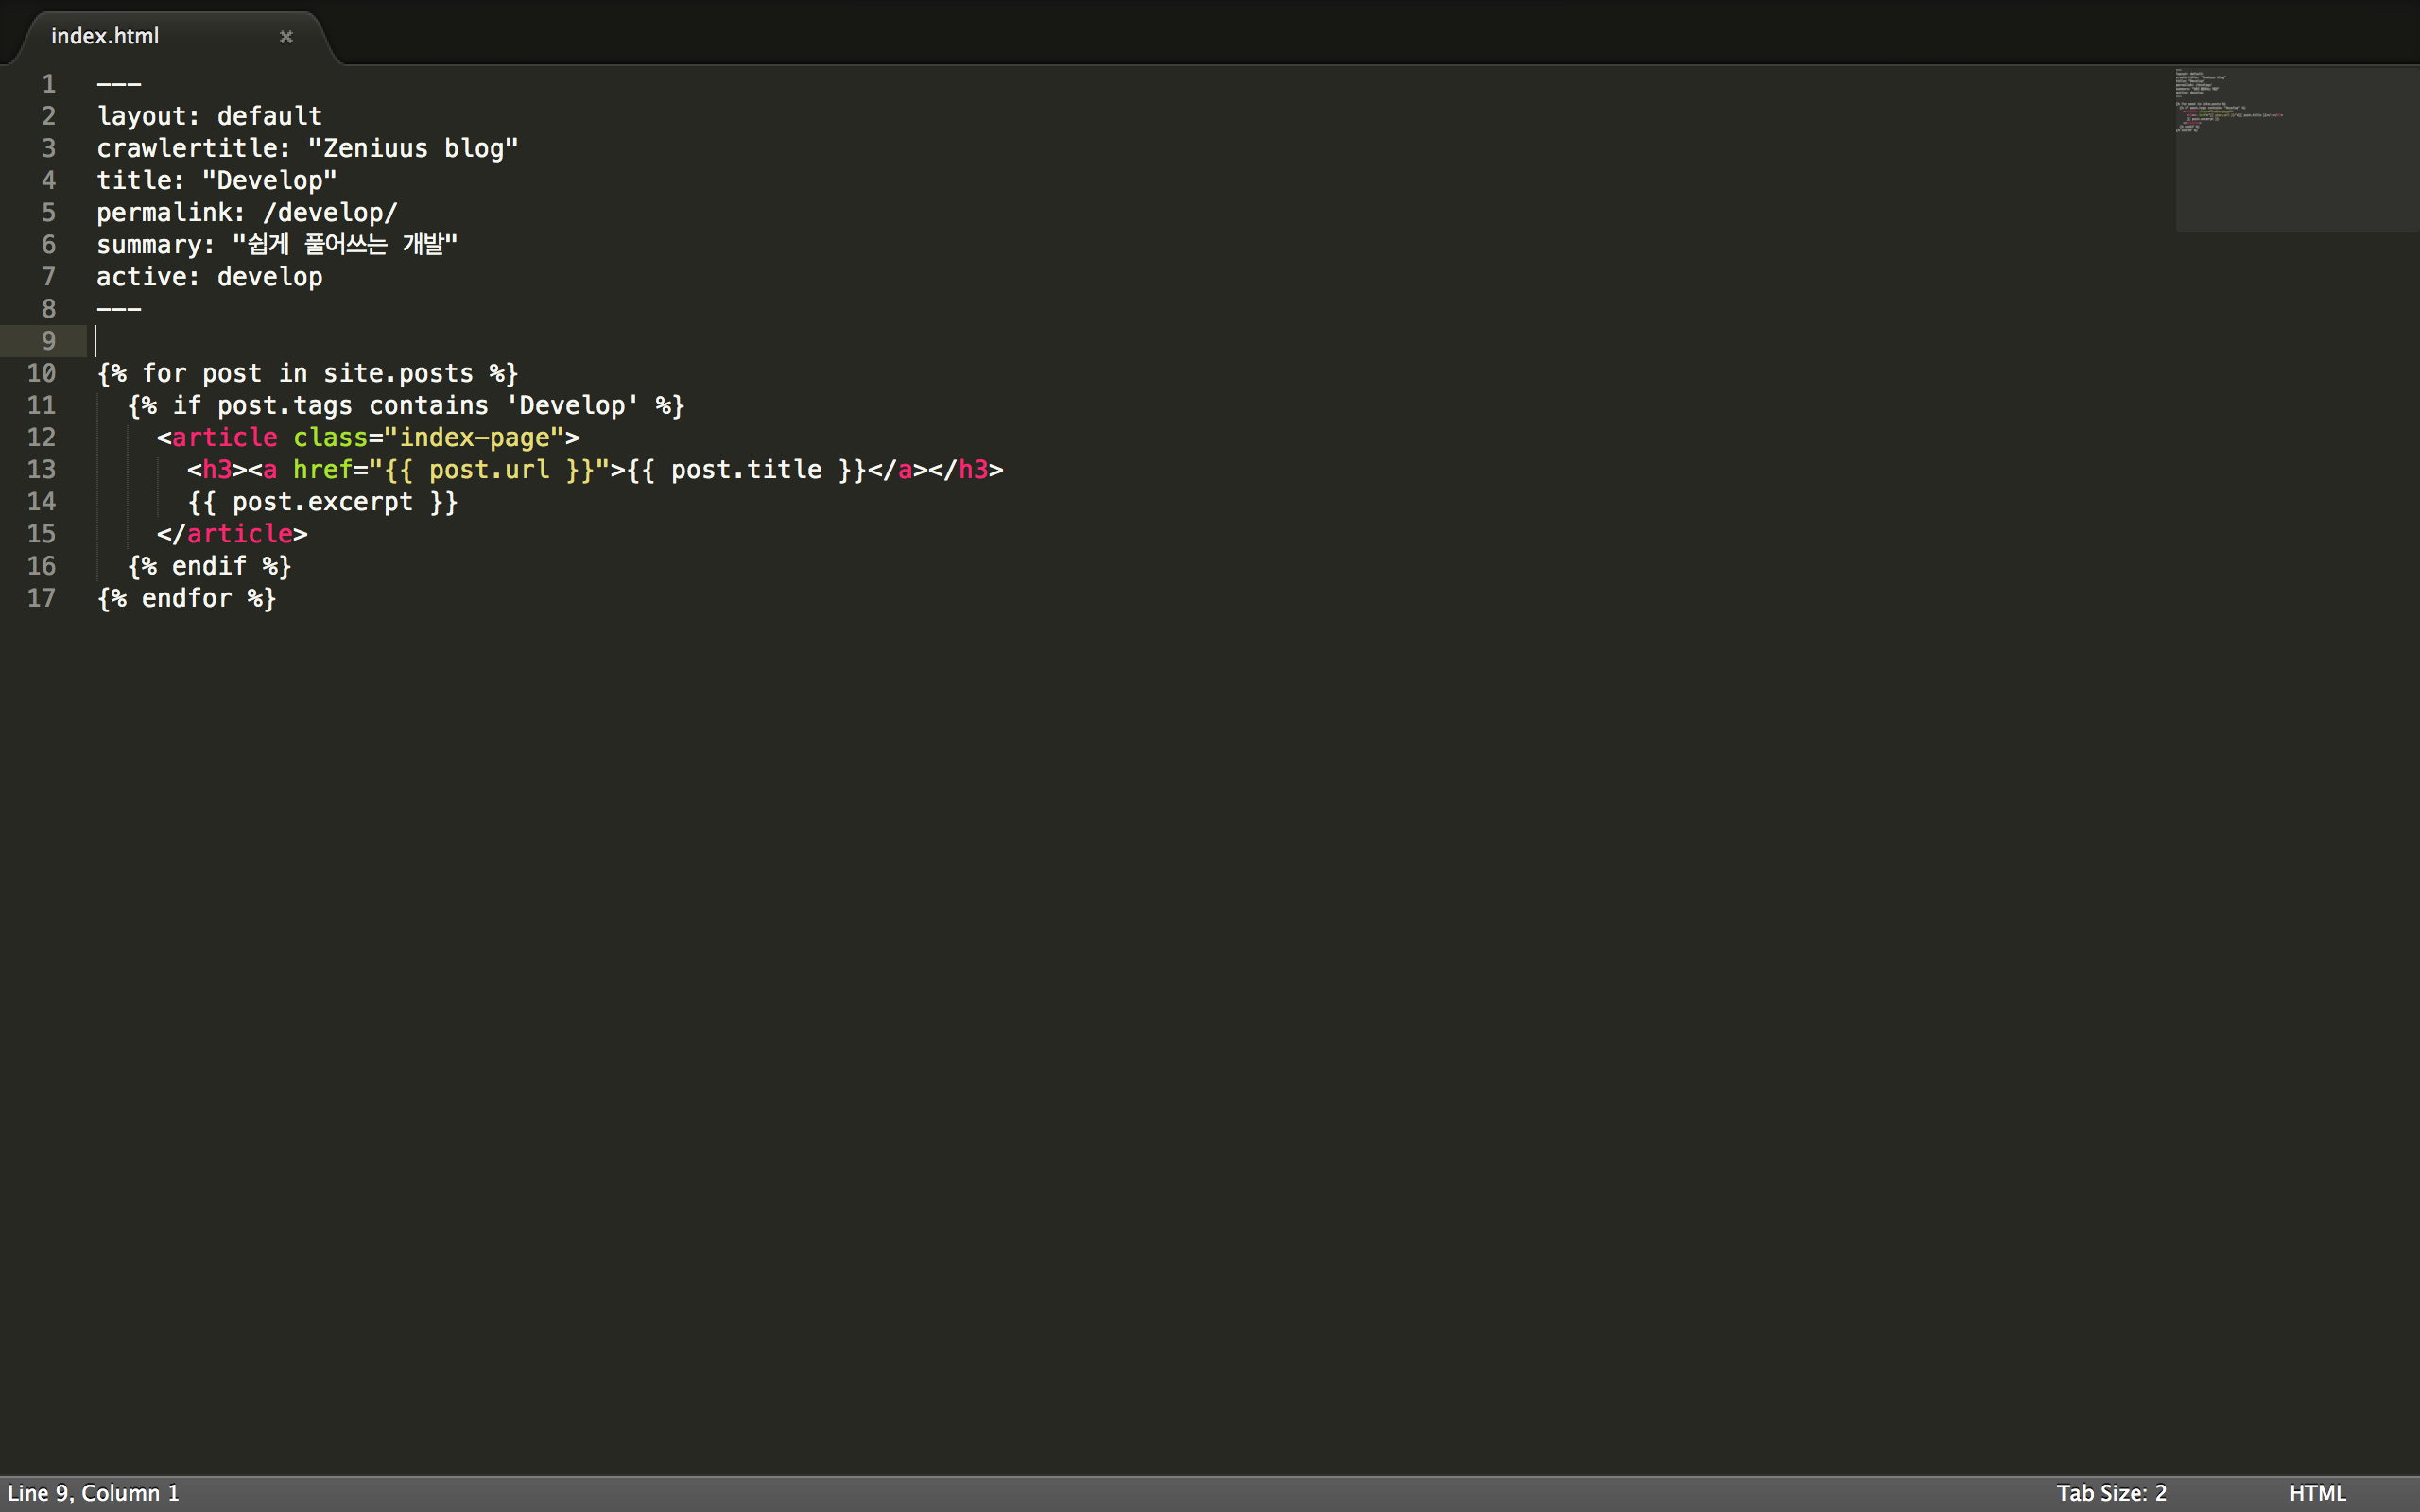 index.html
1 ---
2 layout: default
3 crawlertitle: "Zeniuus blog"
4 title: "Develop"
5 permalink: /develop/
6 summary: "쉽게 풀어쓰는 개발"
7 active: develop
8 ---
9
10 {% for post in site.posts %}
11 {% if post.tags contains 'Develop' %}
12 <article class="index-page">
13 <h3><a href="{{ post.url }}">{{ post.title }}</a></h3>
14 {{ post.excerpt }}
15 </article>
16 {% endif %}
17 {% endfor %}
Line 9, Column 1 Tab Size: 2 HTML